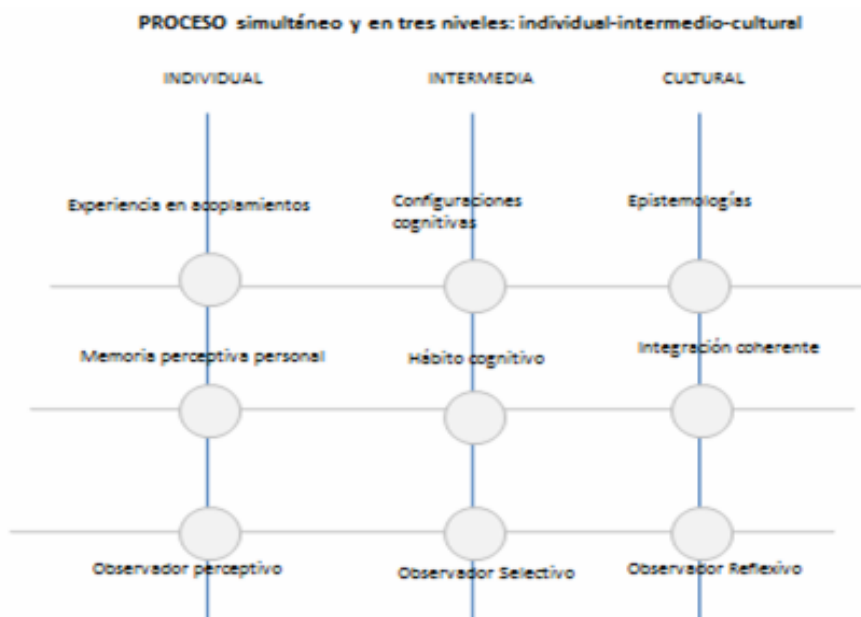 PROCESO simultáneo y en tres niveles: individual-intermedio-cultural
INDIVIDUAL INTERMEDIA CULTURAL
Experiencia en acoplamientos
Configuraciones
cognitivas
Epistemologías
Memoria perceptiva personal
Hábito cognitivo
Integración coherente
Observador perceptivo
Observador Selectivo
Observador Reflexivo